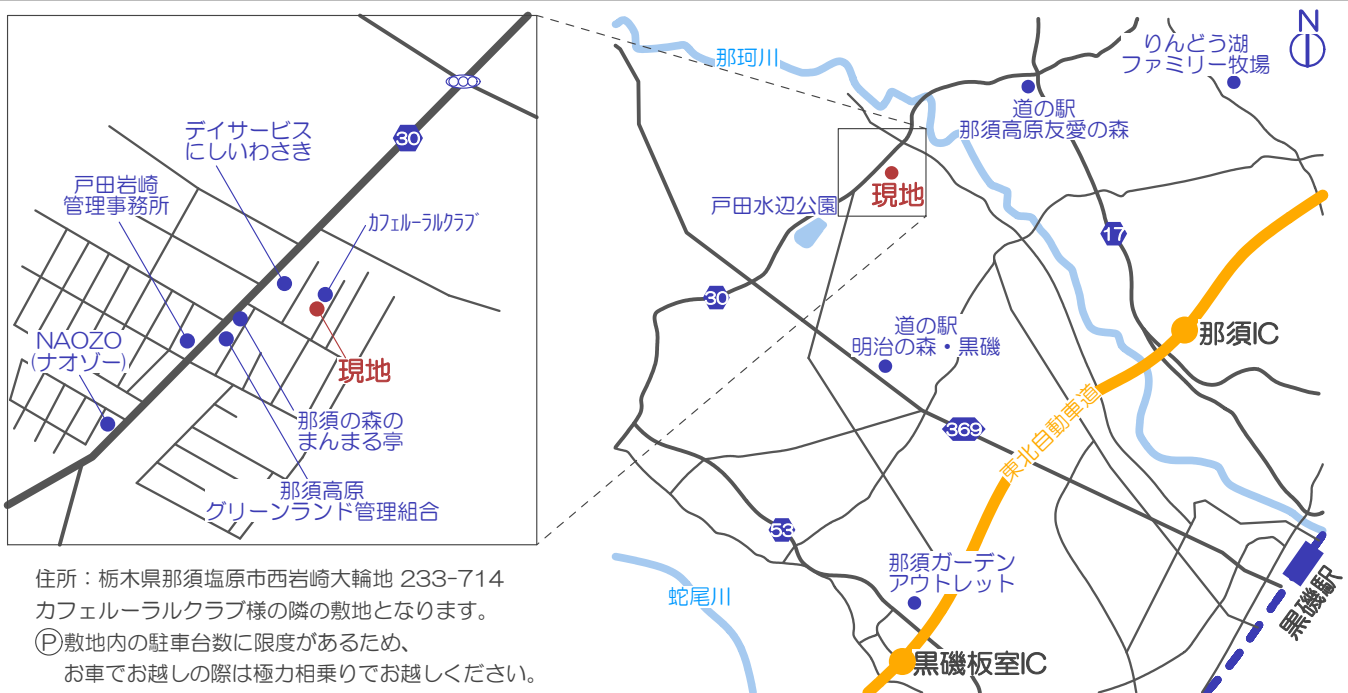 30
デイサービス
にしいわさき
戸田岩崎
管理事務所
カフェルーラルクラブ
NAOZO
(ナオゾー)
現地
那須の森の
まんまる亭
那須高原
グリーンランド管理組合
住所：栃木県那須塩原市西岩崎大輪地 233-714
カフェルーラルクラブ様の隣の敷地となります。
Ⓟ敷地内の駐車台数に限度があるため、
お車でお越しの際は極力相乗りでお越しください。
N
那珂川
りんどう湖
ファミリー牧場
道の駅
那須高原友愛の森
現地
戸田水辺公園
17
30
道の駅
明治の森・黒磯
那須IC
369
東北自動車道
53
那須ガーデン
アウトレット
蛇尾川
黒磯駅
黒磯板室IC